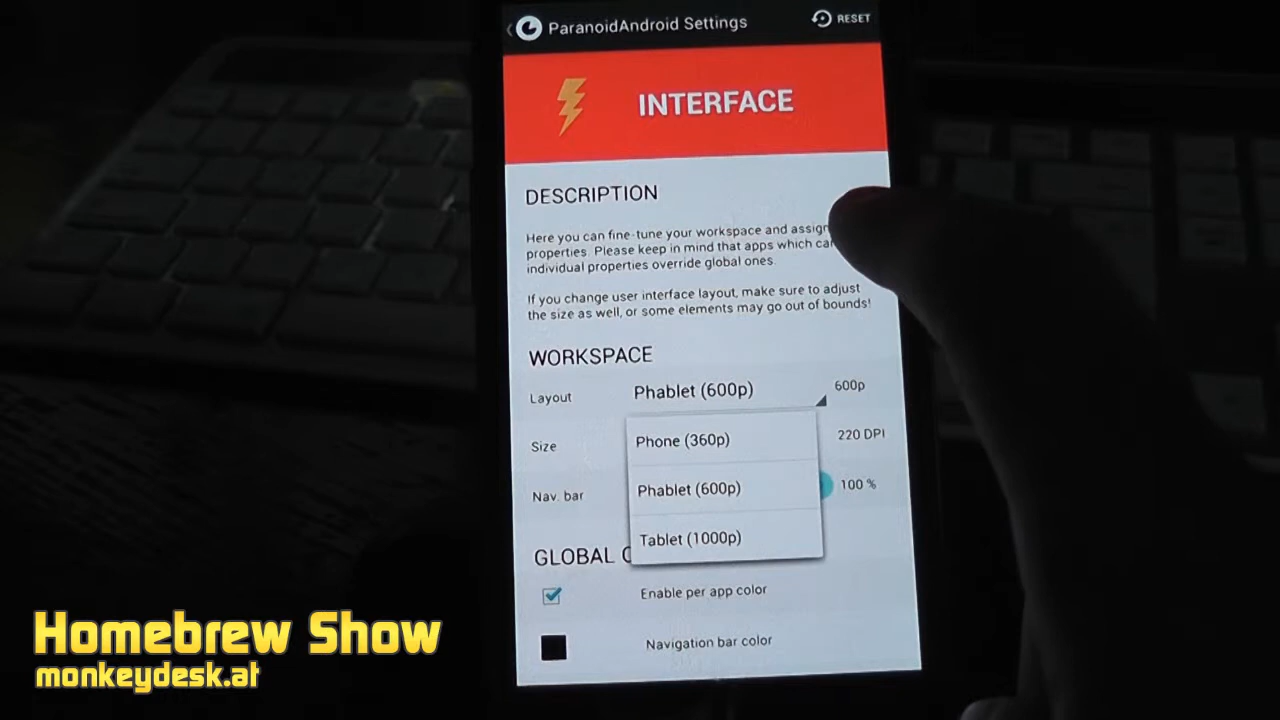 ParanoidAndroid Settings
RESET
INTERFACE
DESCRIPTION
Here you can fine-tune your workspace and assign
properties. Please keep in mind that apps which
individual properties override global ones.
If you change user interface layout, make sure to adjust
the size as well, or some elements may go out of bounds!
WORKSPACE
Layout
Phablet (600p)
600p
Phone (360p)
Size
220 DPI
Phablet (600p)
Nav. bar
100 %
Tablet (1000p)
GLOBAL
Enable per app color
Navigation bar color
Homebrew Show
monkeydesk.at